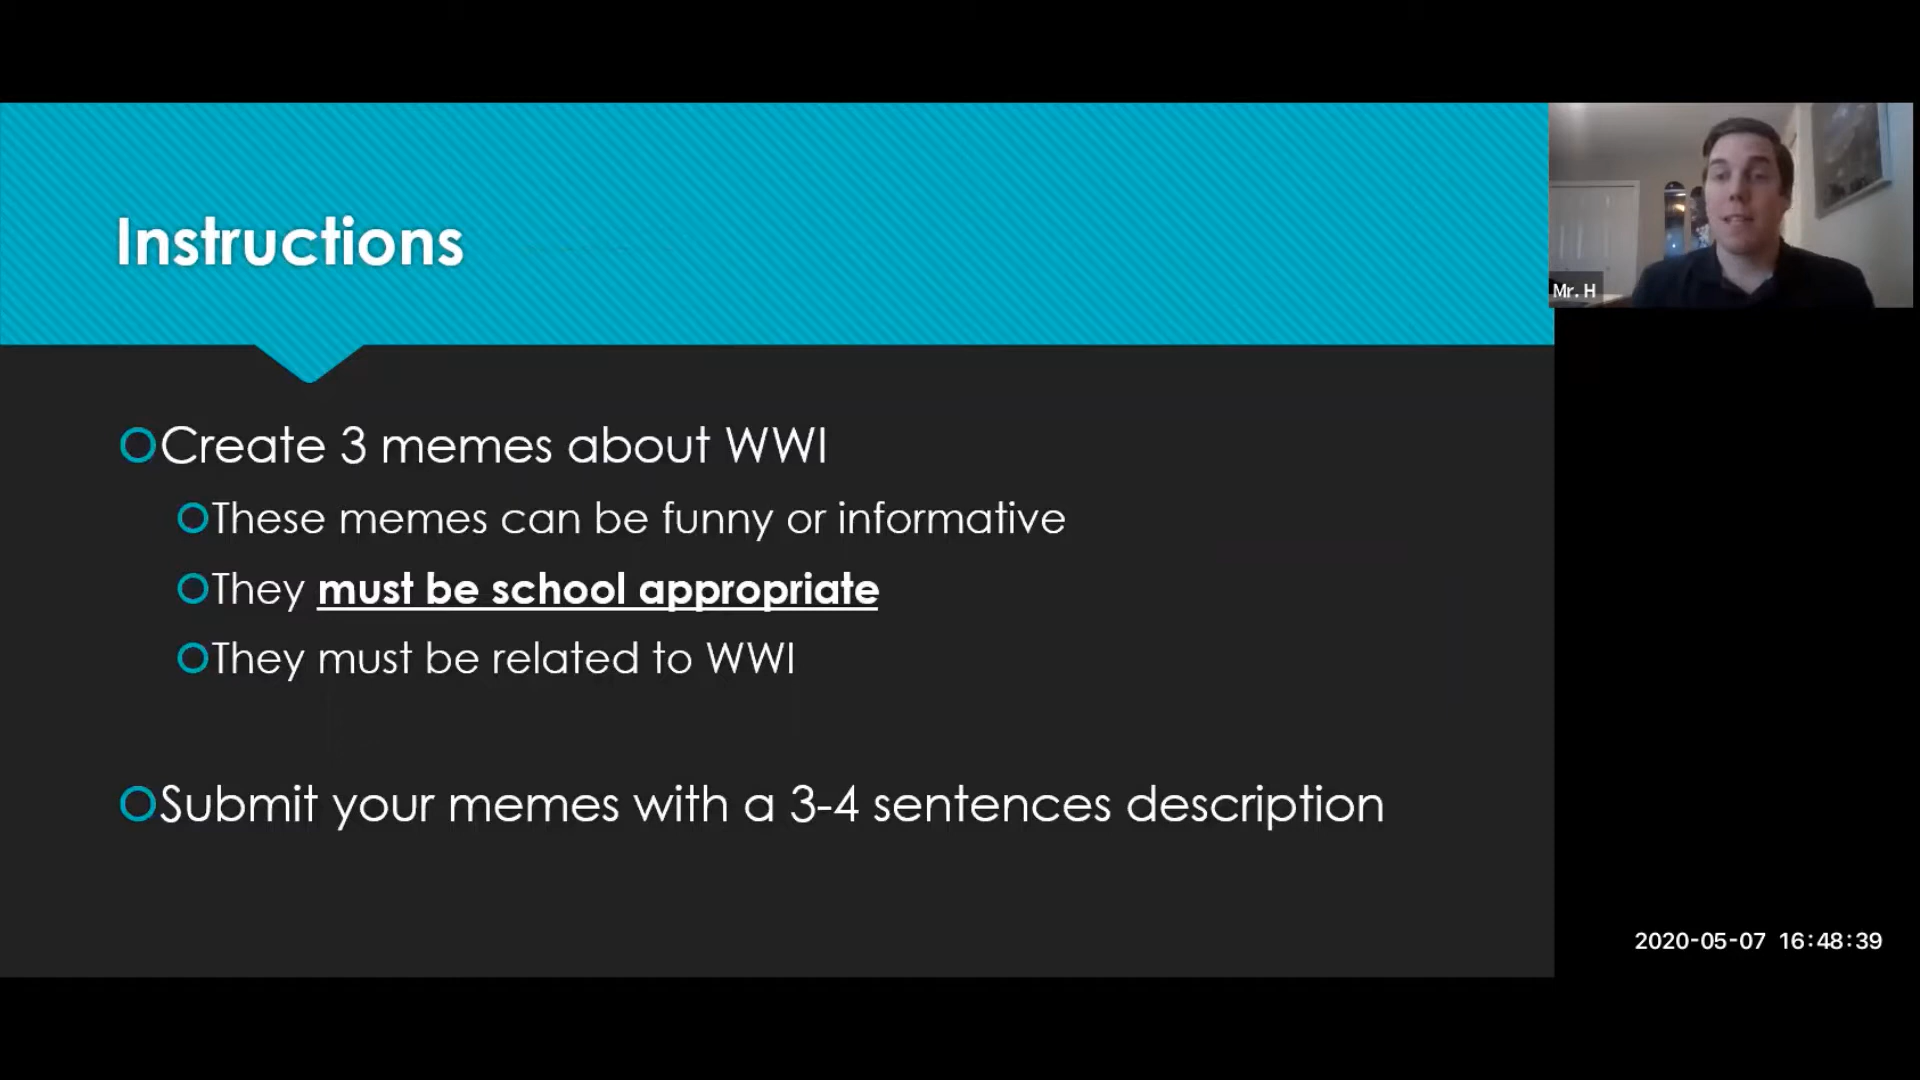 Instructions
Create 3 memes about WWI
These memes can be funny or informative
They must be school appropriate
They must be related to WWI
Submit your memes with a 3-4 sentences description
Mr. H
2020-05-07 16:48:39